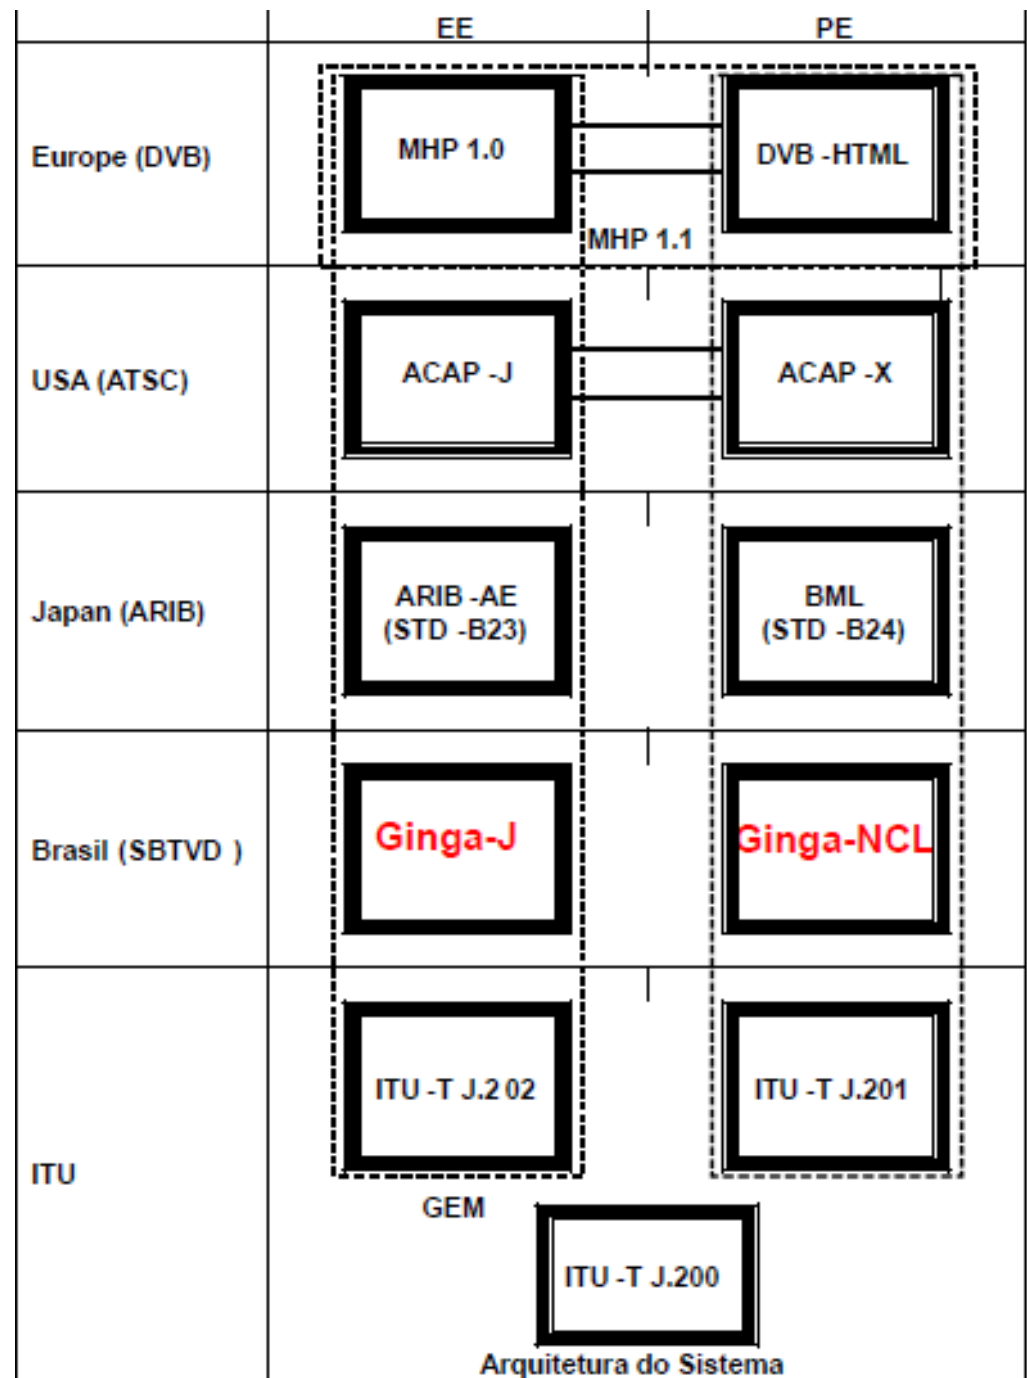 EE PE
Europe (DVB)
MHP 1.0
DVB -HTML
MHP 1.1
USA (ATSC)
ACAP -J
ACAP -X
Japan (ARIB)
ARIB -AE
(STD -B23)
BML
(STD -B24)
Brasil (SBTVD )
Ginga-J
Ginga-NCL
ITU
ITU -T J.2 02
ITU -T J.201
GEM
ITU -T J.200
Arquitetura do Sistema